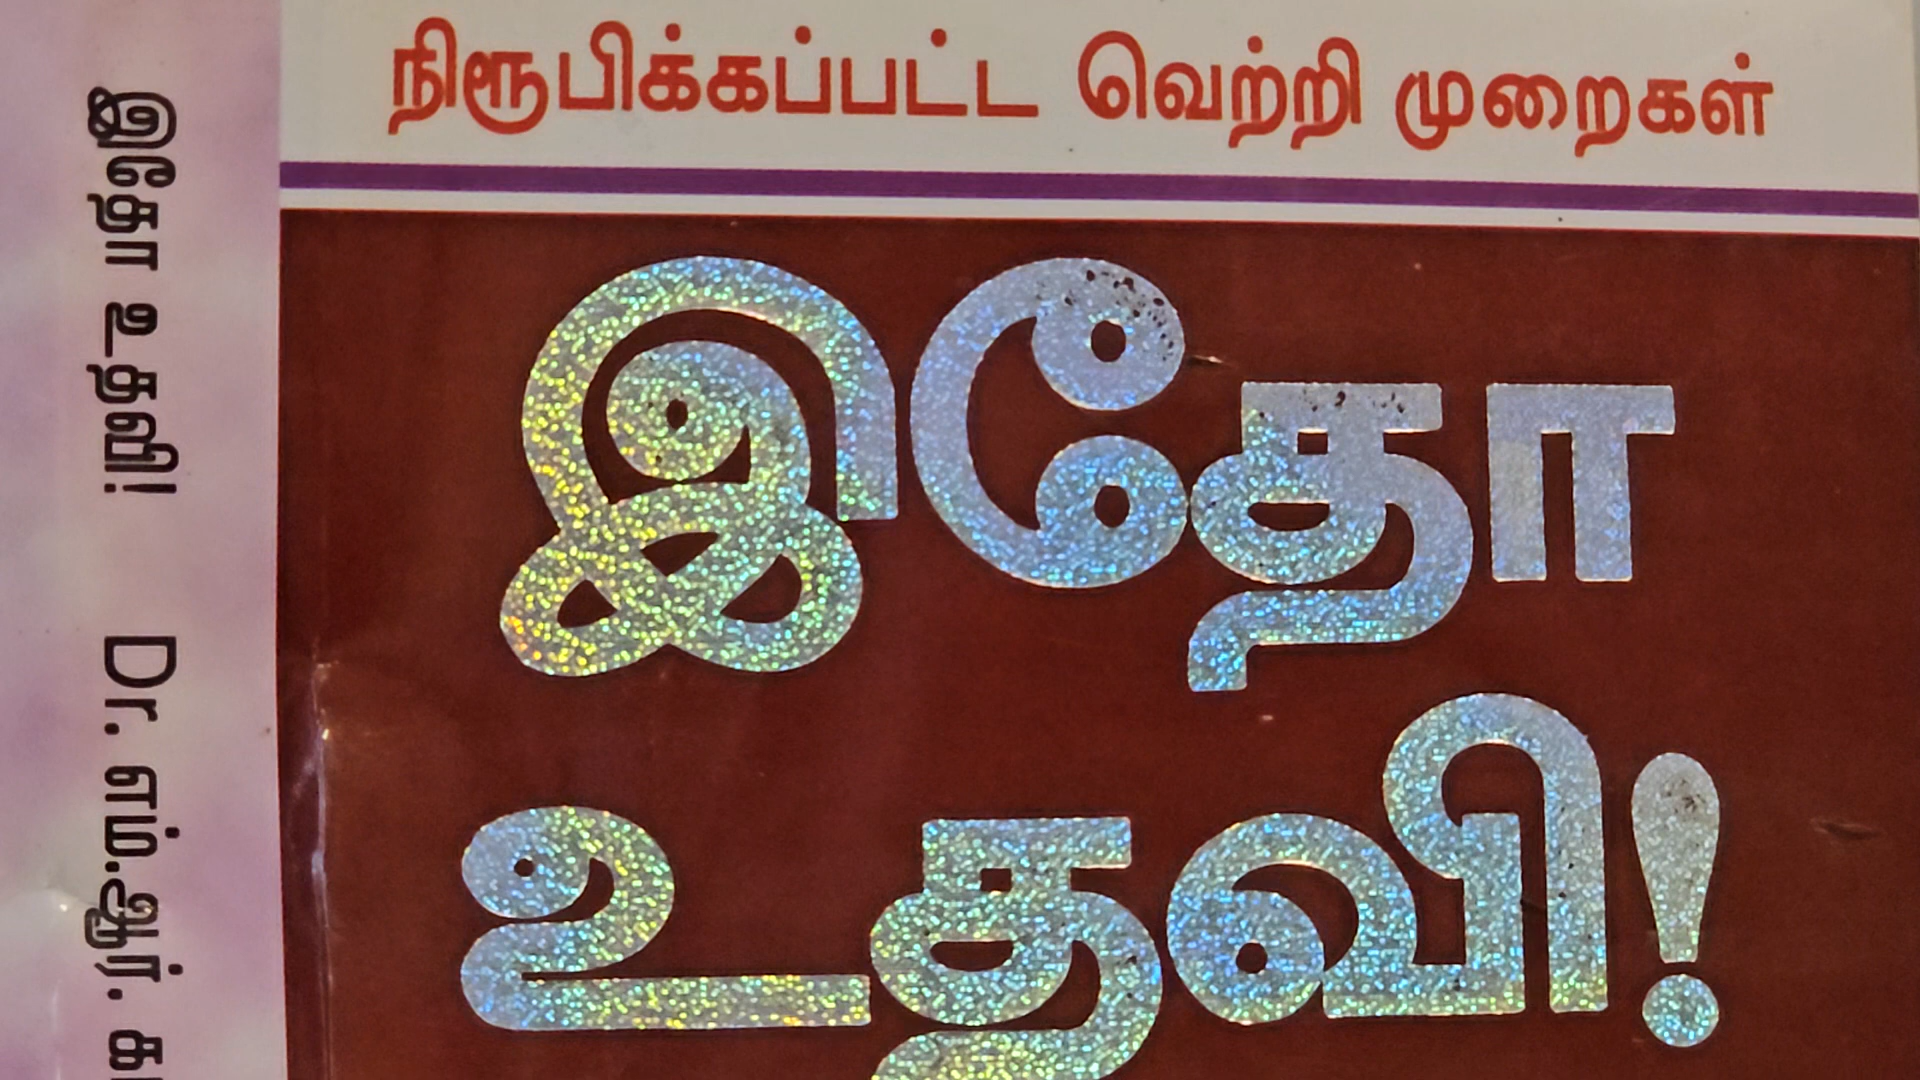 நிரூபிக்கப்பட்ட வெற்றி முறைகள்
இதோ
உதவி!
இதோ உதவி! Dr. எம்.ஆர்.